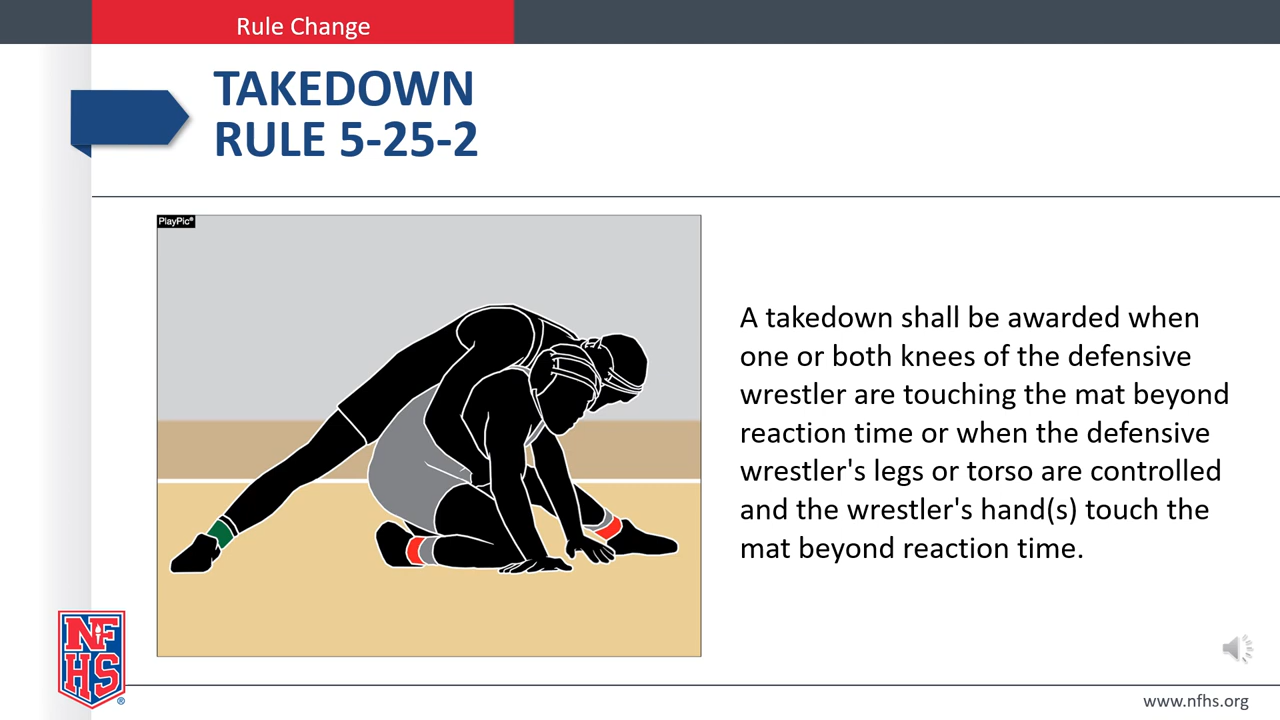 Rule Change
TAKEDOWN
RULE 5-25-2
PlayPic®
A takedown shall be awarded when
one or both knees of the defensive
wrestler are touching the mat beyond
reaction time or when the defensive
wrestler's legs or torso are controlled
and the wrestler's hand(s) touch the
mat beyond reaction time.
NF
HS®
www.nfhs.org